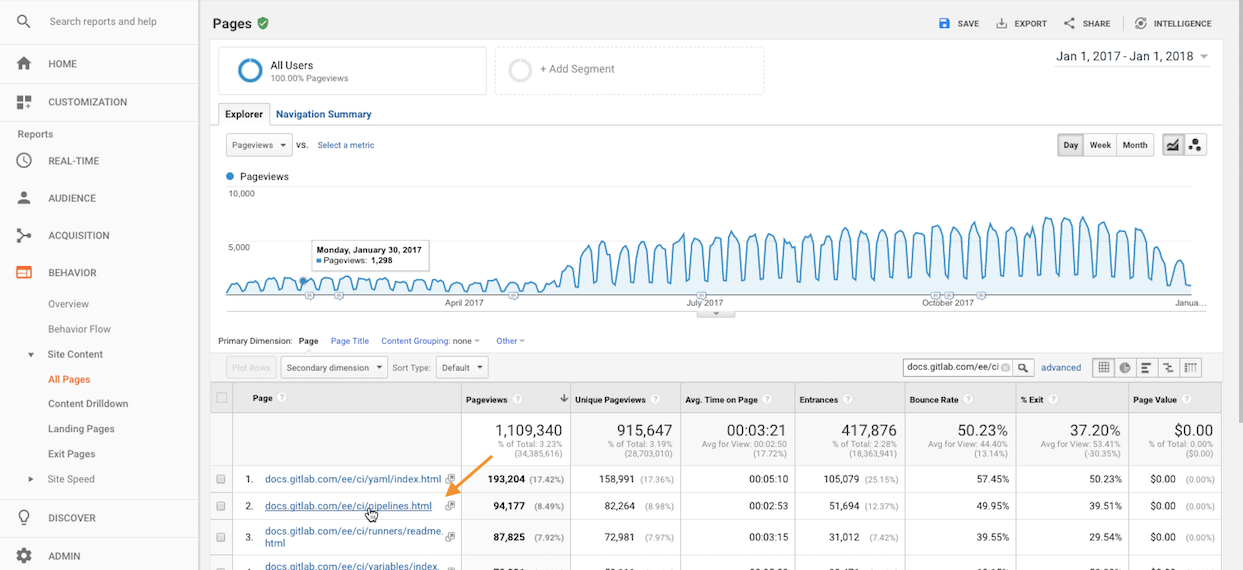 Search reports and help
HOME
CUSTOMIZATION
Reports
REAL-TIME
AUDIENCE
ACQUISITION
BEHAVIOR
Overview
Behavior Flow
Site Content
All Pages
Content Drilldown
Landing Pages
Exit Pages
Site Speed
DISCOVER
ADMIN
Pages
SAVE EXPORT SHARE INTELLIGENCE
All Users
100.00% Pageviews
+ Add Segment
Jan 1, 2017 - Jan 1, 2018
Explorer Navigation Summary
Pageviews VS. Select a metric
Day Week Month
Pageviews
10,000
5,000
Monday, January 30, 2017
Pageviews: 1,298
April 2017 July 2017 October 2017 Janua...
Primary Dimension: Page Page Title Content Grouping: none Other
Plot Rows Secondary dimension Sort Type: Default
docs.gitlab.com/ee/ci advanced
Page ? Pageviews ? Unique Pageviews ? Avg. Time on Page ? Entrances ? Bounce Rate ? % Exit ? Page Value ?
1,109,340 915,647 00:03:21 417,876 50.23% 37.20% $0.00
% of Total: 3.23% % of Total: 3.19% Avg for View: 00:02:50 % of Total: 2.28% Avg for View: 44.40% Avg for View: 53.41% % of Total: 0.00%
(34,385,616) (28,703,010) (17.72%) (18,363,941) (13.14%) (-30.35%) ($0.00)
1. docs.gitlab.com/ee/ci/yaml/index.html 193,204 (17.42%) 158,991 (17.36%) 00:05:10 105,079 (25.15%) 57.45% 50.23% $0.00 (0.00%)
2. docs.gitlab.com/ee/ci/pipelines.html 94,177 (8.49%) 82,264 (8.98%) 00:02:53 51,694 (12.37%) 49.95% 39.51% $0.00 (0.00%)
3. docs.gitlab.com/ee/ci/runners/readme.
html 87,825 (7.92%) 72,981 (7.97%) 00:03:15 31,012 (7.42%) 39.55% 29.54% $0.00 (0.00%)
docs.gitlab.com/ee/ci/variables/index.